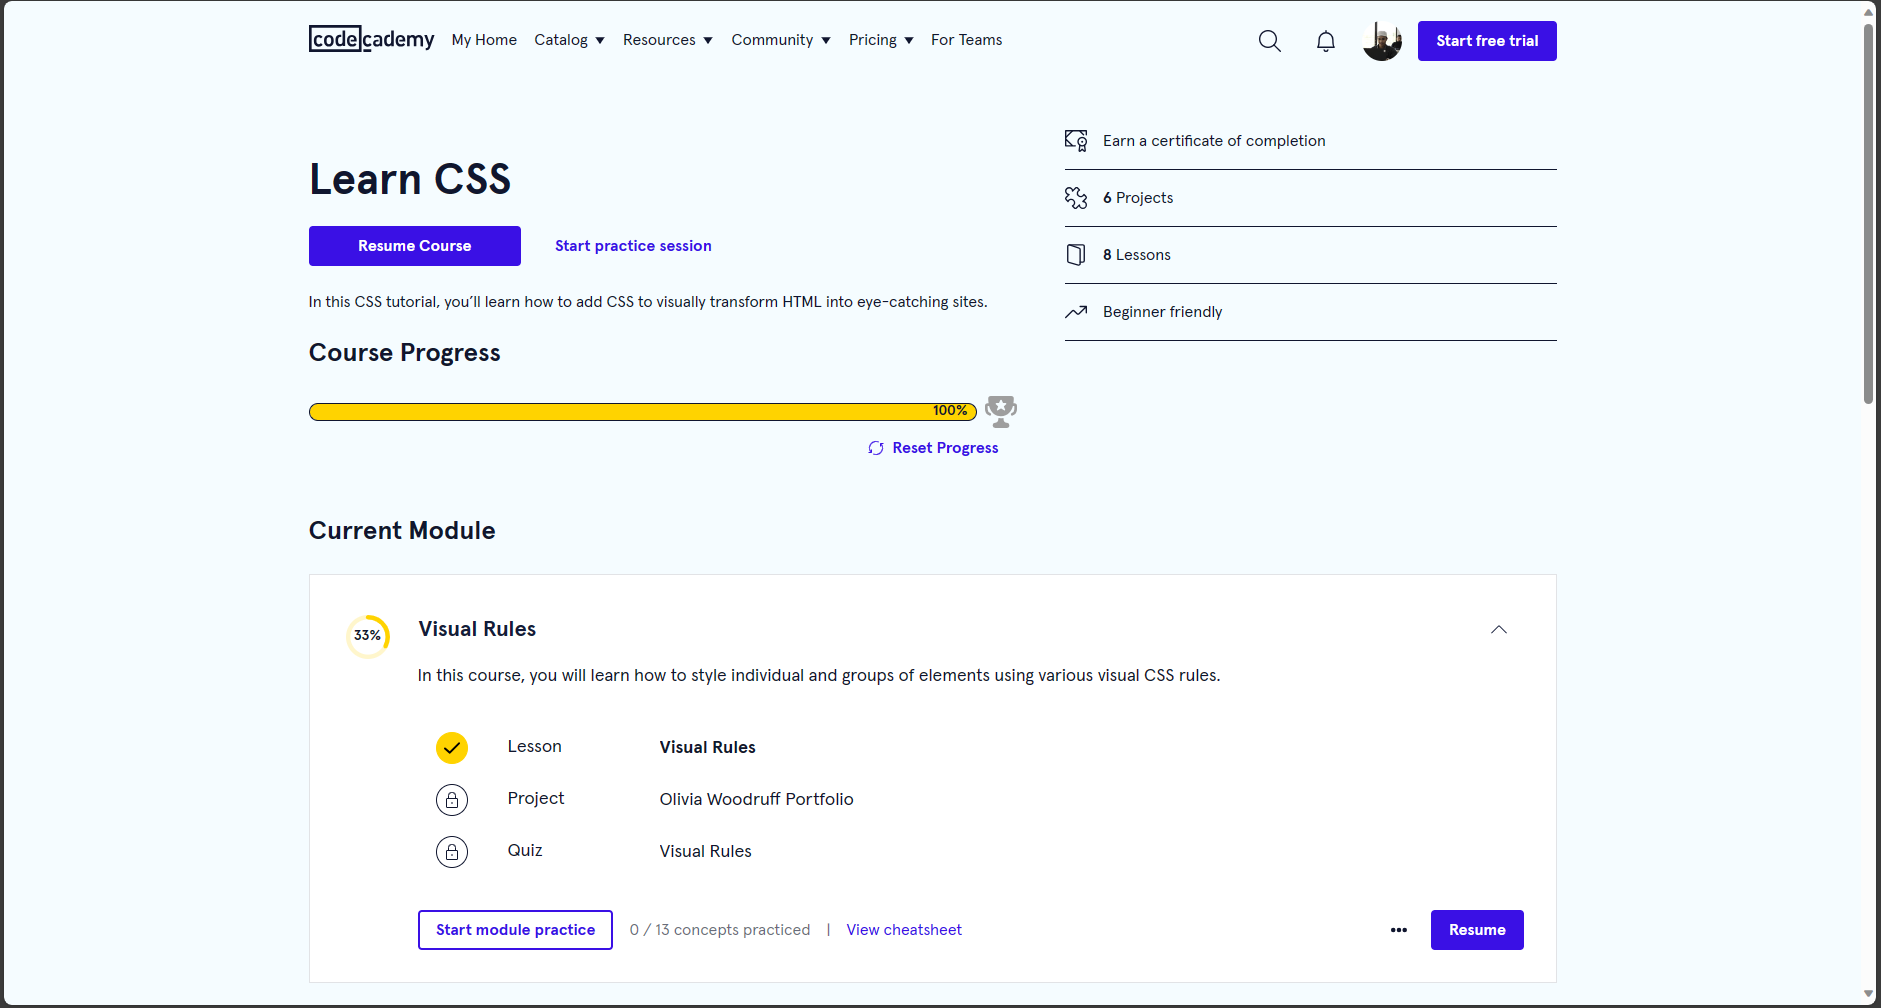 codecademy My Home Catalog Resources Community Pricing For Teams Start free trial
Learn CSS
Resume Course Start practice session
In this CSS tutorial, you’ll learn how to add CSS to visually transform HTML into eye-catching sites.
Course Progress
100%
Reset Progress
Earn a certificate of completion
6 Projects
8 Lessons
Beginner friendly
Current Module
33% Visual Rules
In this course, you will learn how to style individual and groups of elements using various visual CSS rules.
Lesson Visual Rules
Project Olivia Woodruff Portfolio
Quiz Visual Rules
Start module practice 0 / 13 concepts practiced | View cheatsheet ••• Resume